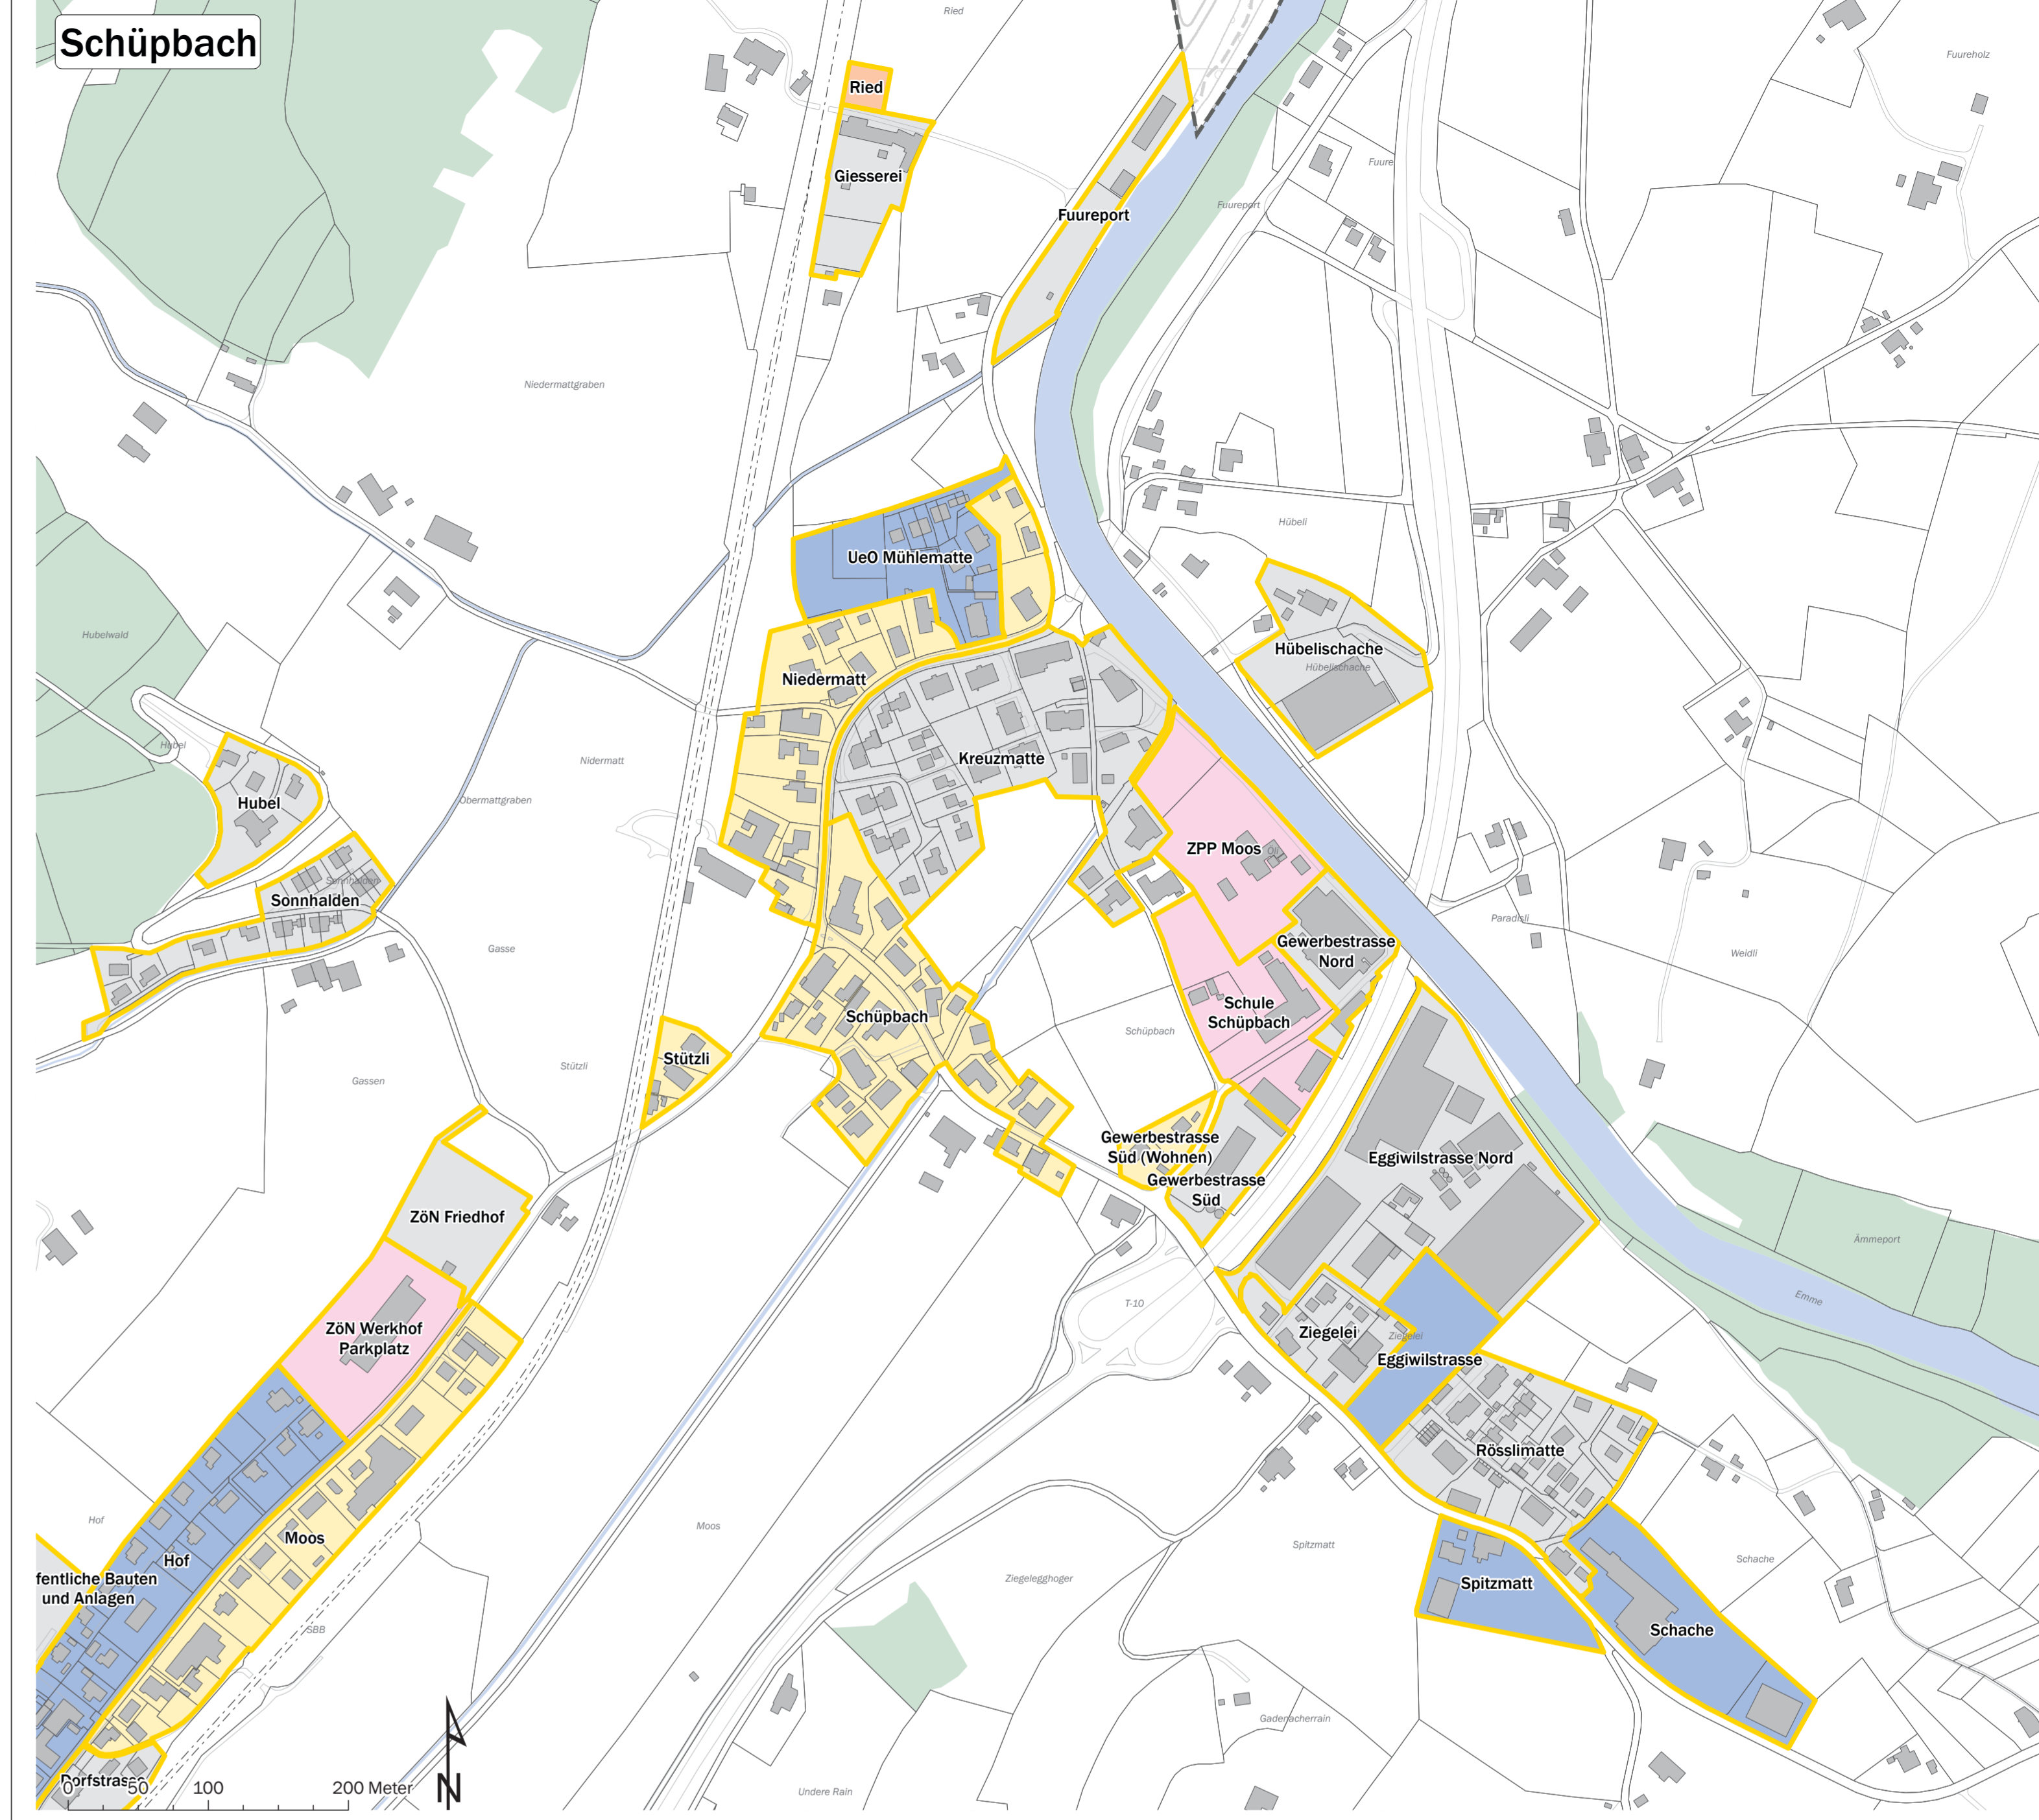 Schüpbach
Ried
Fuureholz
Ried
Giesserei
Fuure
Fuureport
Fuureport
Niedermattgraben
Hübeli
UeO Mühlematte
Hubelwald
Hübelischache
Hübelischache
Niedermatt
Hubel
Kreuzmatte
Nidermatt
Obermattgraben
Hubel
ZPP Moos
Sonnhalden
Sonnhalden
Paradisli
Gasse
Gewerbestrasse
Nord
Weidli
Schule
Schüpbach
Schüpbach
Schüpbach
Stützli
Stützli
Gassen
Gewerbestrasse
Süd (Wohnen)
Eggiwilstrasse Nord
Gewerbestrasse
Süd
ZöN Friedhof
Ämmeport
Emme
T-10
ZöN Werkhof
Parkplatz
Ziegelei
Ziegelei
Eggiwilstrasse
Rösslimatte
Hof
Moos
Moos
Spitzmatt
Hof
Schache
fentliche Bauten
und Anlagen
Ziegelegghoger
Spitzmatt
SBB
Schache
Gadenacherrain
Dorfstrasse
0 50 100 200 Meter
N
Undere Rain